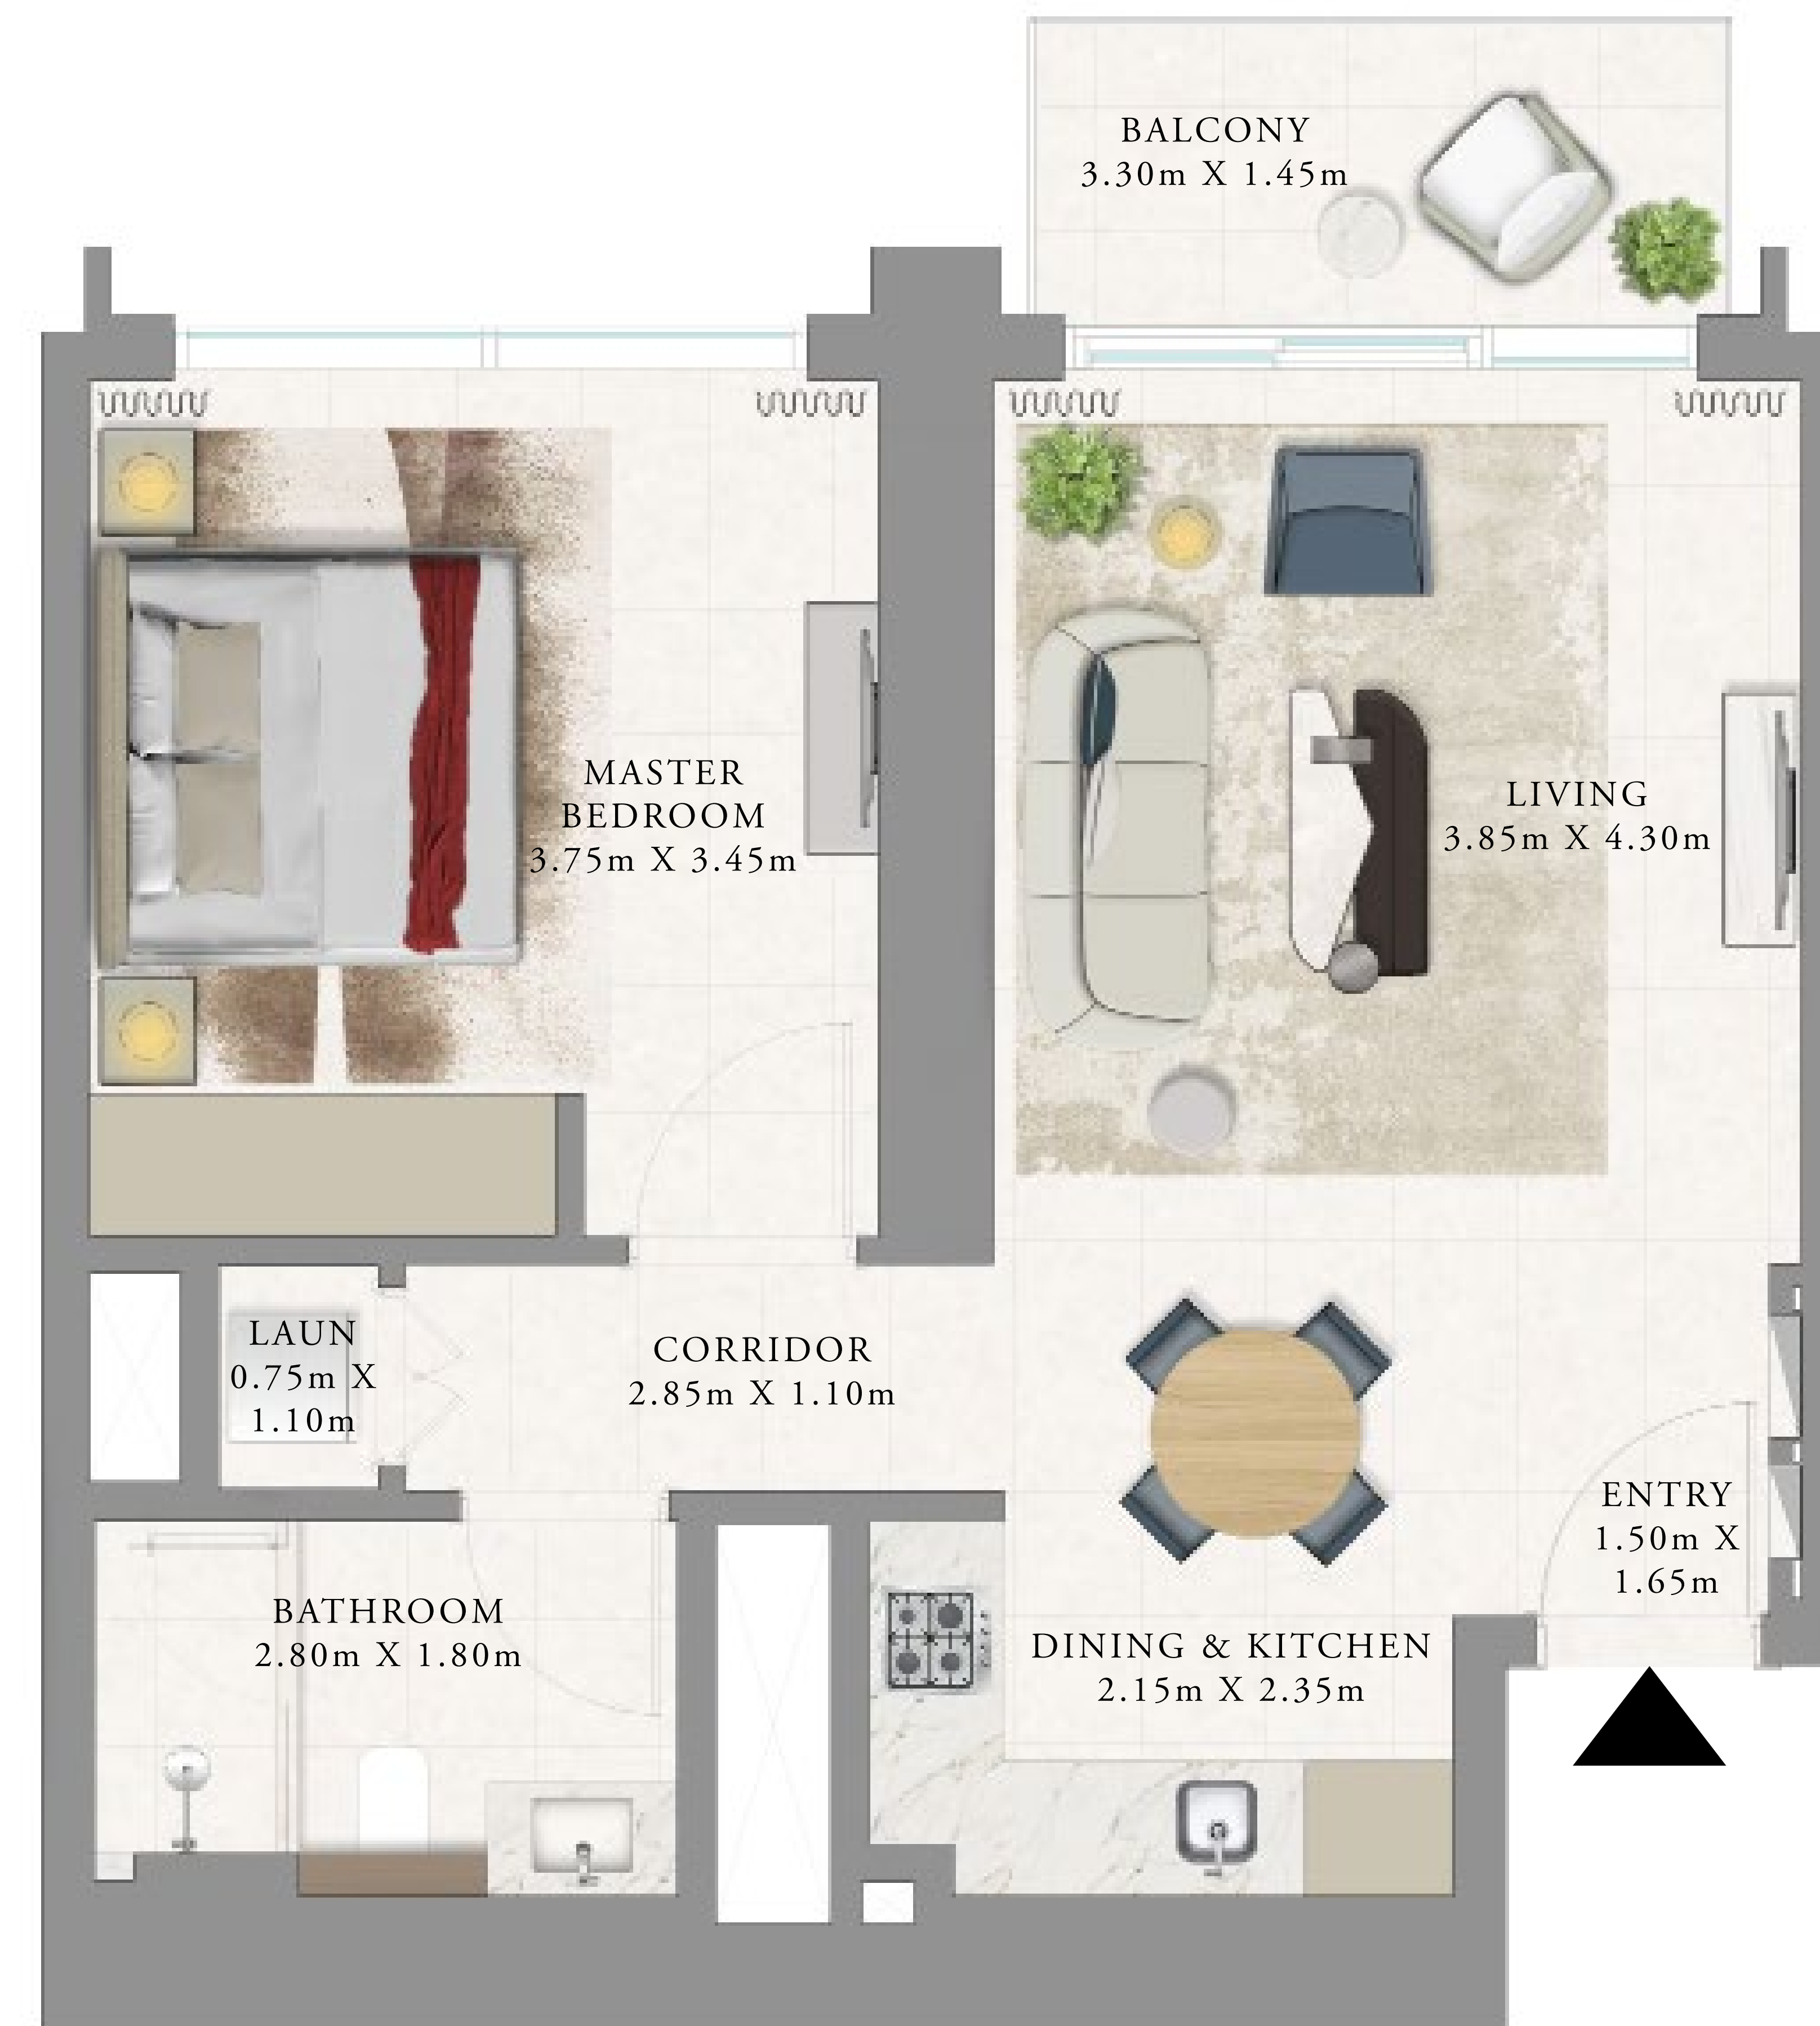 BALCONY
3.30m X 1.45m
MASTER
BEDROOM
3.75m X 3.45m
LIVING
3.85m X 4.30m
LAUN
0.75m X
1.10m
CORRIDOR
2.85m X 1.10m
ENTRY
1.50m X
1.65m
BATHROOM
2.80m X 1.80m
DINING & KITCHEN
2.15m X 2.35m